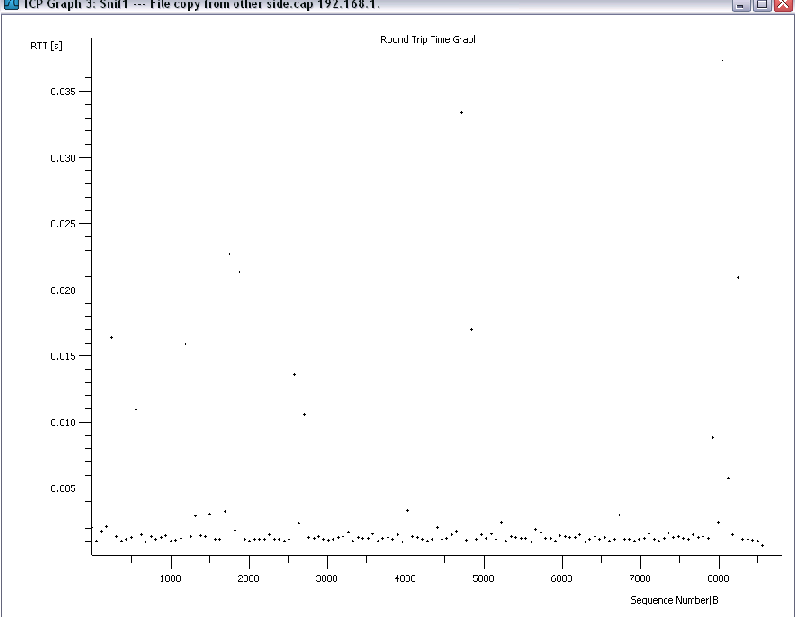 TCP Graph 3: Snif1 --- File copy from other side.cap 192.168.1.
Round Trip Time Graph
RTT [s]
0.035
0.030
0.025
0.020
0.015
0.010
0.005
1000 2000 3000 4000 5000 6000 7000 8000
Sequence Number[B